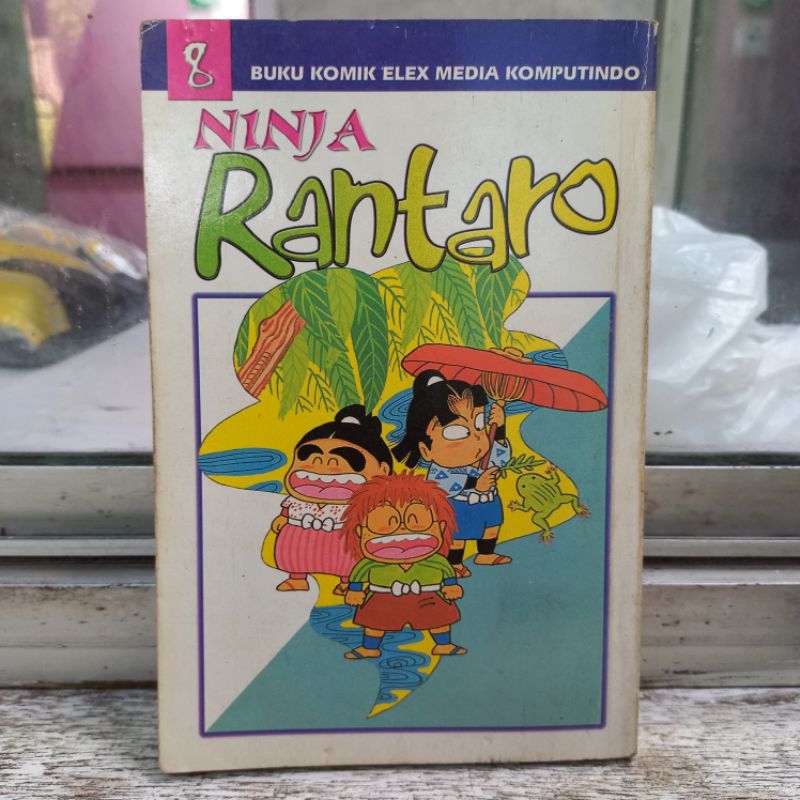 8
BUKU KOMIK ELEX MEDIA KOMPUTINDO
NINJA
Rantaro